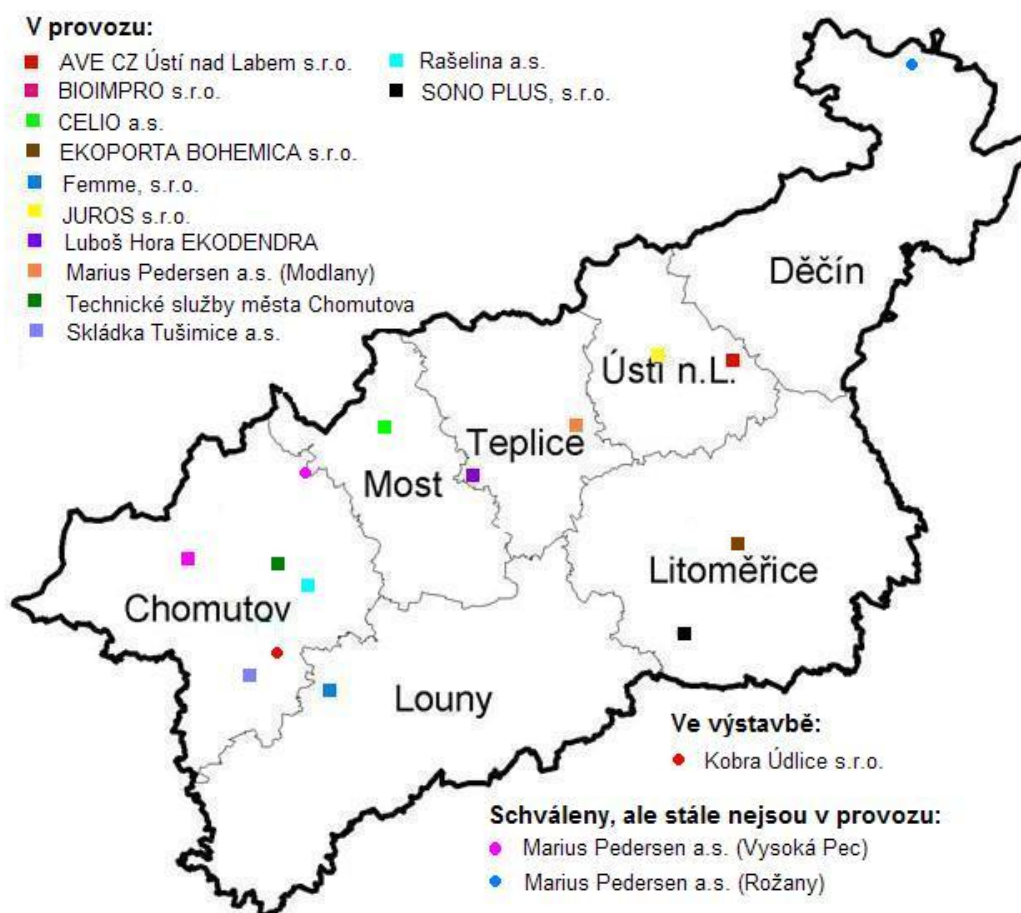 V provozu:
AVE CZ Ústí nad Labem s.r.o.
BIOIMPRO s.r.o.
CELIO a.s.
EKOPORTA BOHEMICA s.r.o.
Femme, s.r.o.
JUROS s.r.o.
Luboš Hora EKODENDRA
Marius Pedersen a.s. (Modlany)
Technické služby města Chomutova
Skládka Tušimice a.s.
Rašelina a.s.
SONO PLUS, s.r.o.
Děčín
Ústí n.L.
Teplice
Most
Litoměřice
Chomutov
Louny
Ve výstavbě:
Kobra Údlice s.r.o.
Schváleny, ale stále nejsou v provozu:
Marius Pedersen a.s. (Vysoká Pec)
Marius Pedersen a.s. (Rožany)